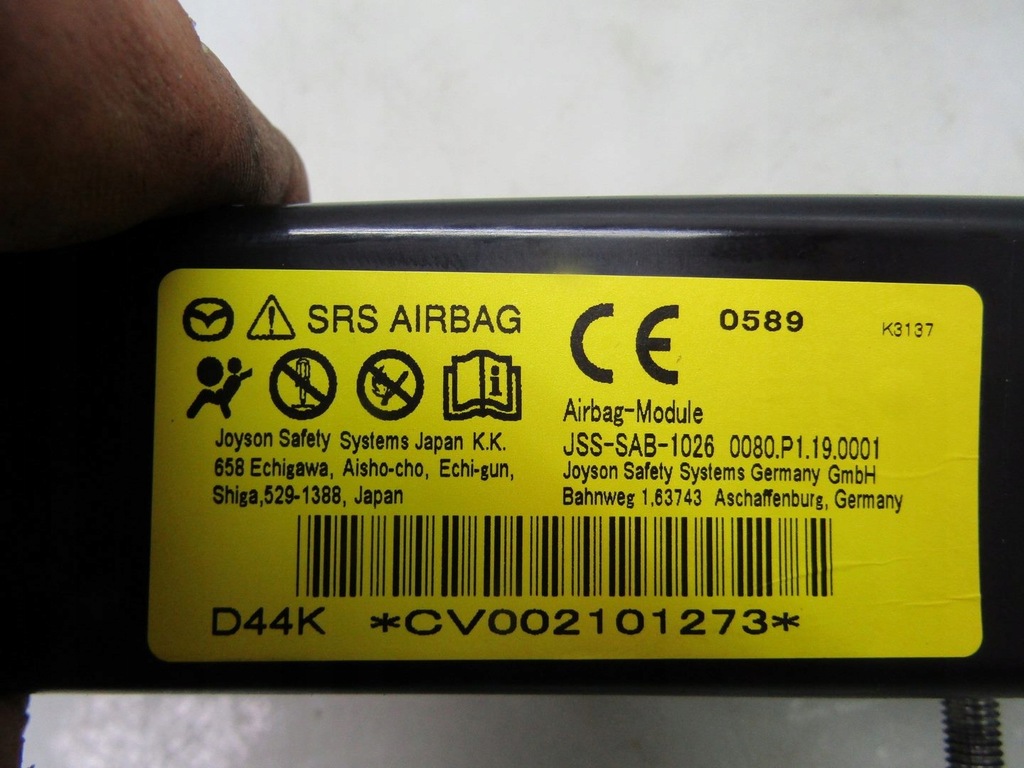 SRS AIRBAG
Joyson Safety Systems Japan K.K.
658 Echigawa, Aisho-cho, Echi-gun,
Shiga,529-1388, Japan
CE 0589 K3137
Airbag-Module
JSS-SAB-1026 0080.P1.19.0001
Joyson Safety Systems Germany GmbH
Bahnweg 1,63743 Aschaffenburg, Germany
D44K *CV002101273*